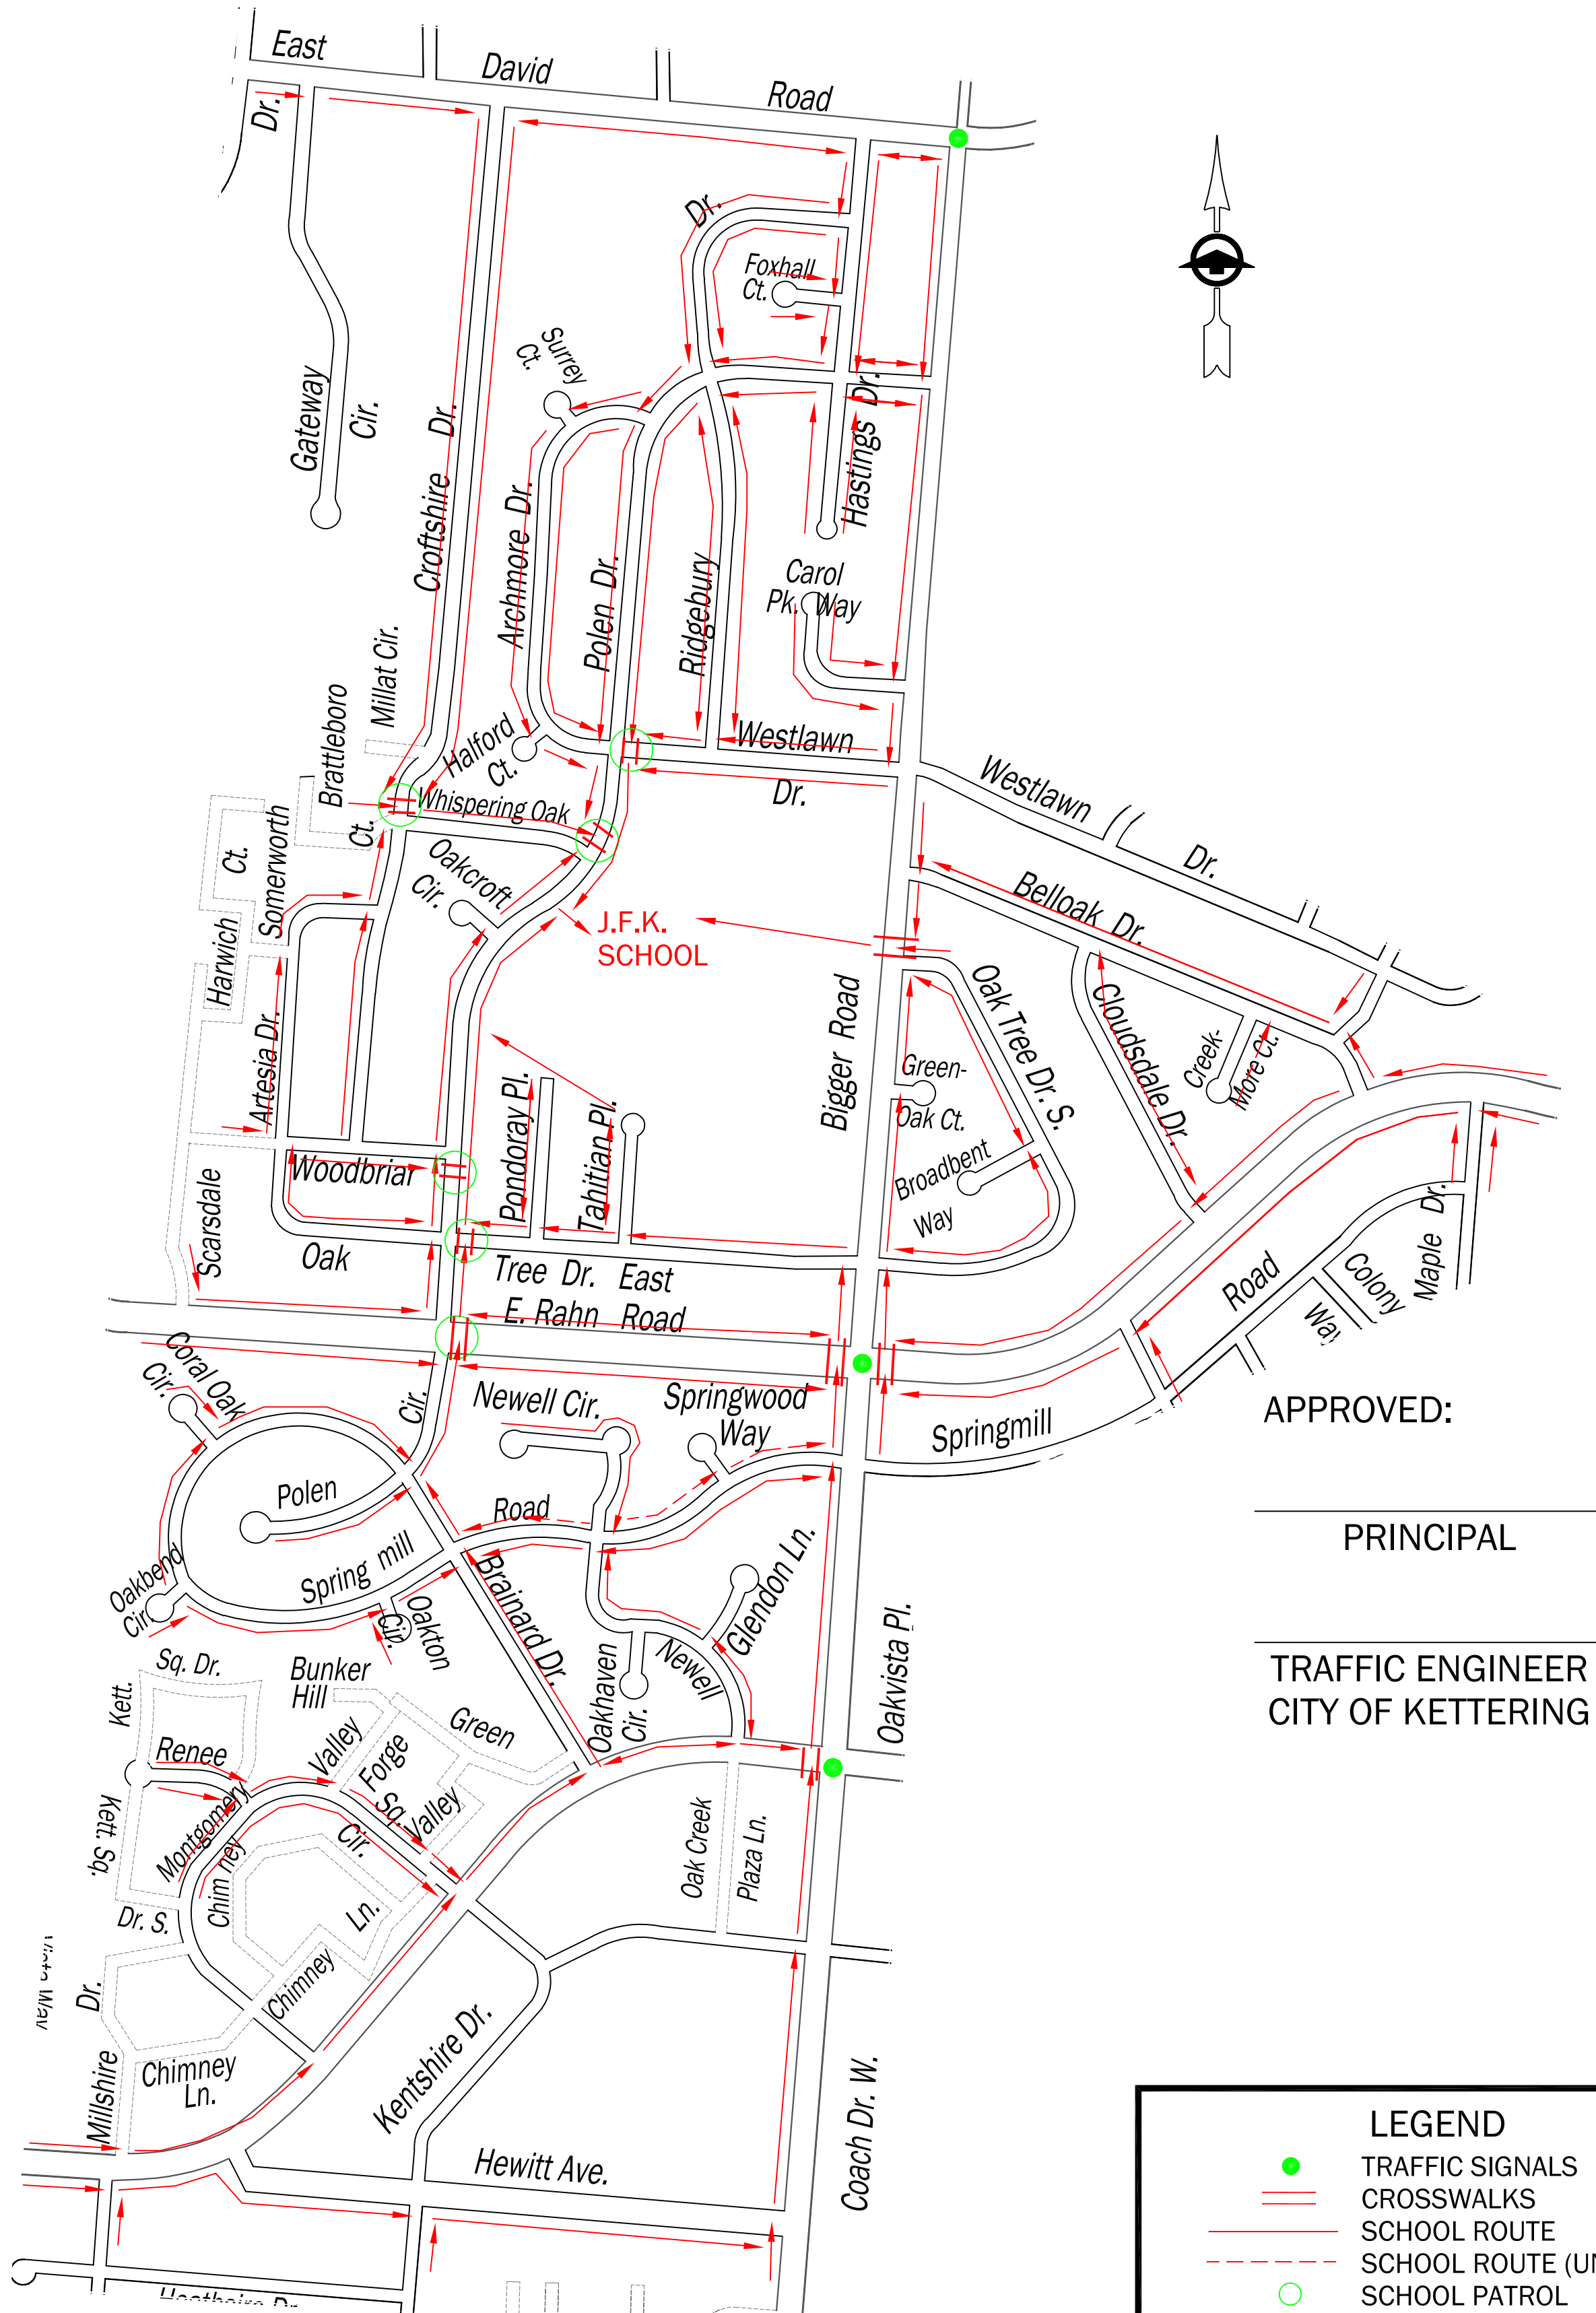 East
David
Road
Dr.
Dr.
Foxhall
Ct.
Surrey
Ct.
Gateway
Cir.
Croftshire Dr.
Archmore Dr.
Polen Dr.
Ridgebury
Hastings Dr.
Carol
Pk. Way
Millat Cir.
Brattleboro
Ct.
Halford
Ct.
Westlawn
Dr.
Westlawn
Dr.
Whispering Oak
Oakcroft
Cir.
Somerworth
Ct.
Harwich
J.F.K.
SCHOOL
Belloak Dr.
Bigger Road
Oak Tree Dr. S.
Cloudsdale Dr.
Creek-
More Ct.
Green-
Oak Ct.
Broadbent
Way
Artesia Dr.
Pondoray Pl.
Tahitian Pl.
Woodbriar
Scarsdale
Oak
Tree Dr. East
E. Rahn Road
Road
Colony
Way
Maple Dr.
Coral Oak
Cir.
Cir.
Newell Cir.
Springwood
Way
Springmill
APPROVED:
Polen
Road
PRINCIPAL
Spring mill
Oakbend
Cir.
Oakton
Cir.
Brainard Dr.
Glendon Ln.
Newell
Oakhaven
Cir.
Oakvista Pl.
TRAFFIC ENGINEER
CITY OF KETTERING
Sq. Dr.
Kett.
Bunker
Hill
Green
Valley
Forge
Sq.
Valley
Renee
Kett. Sq.
Montgomery
Cir.
Chim ney
Ln.
Dr. S.
Chimney
Oak Creek
Plaza Ln.
Dr.
Millshire
Chimney
Ln.
Kentshire Dr.
Coach Dr. W.
Hewitt Ave.
LEGEND
TRAFFIC SIGNALS
CROSSWALKS
SCHOOL ROUTE
SCHOOL ROUTE (UN
SCHOOL PATROL